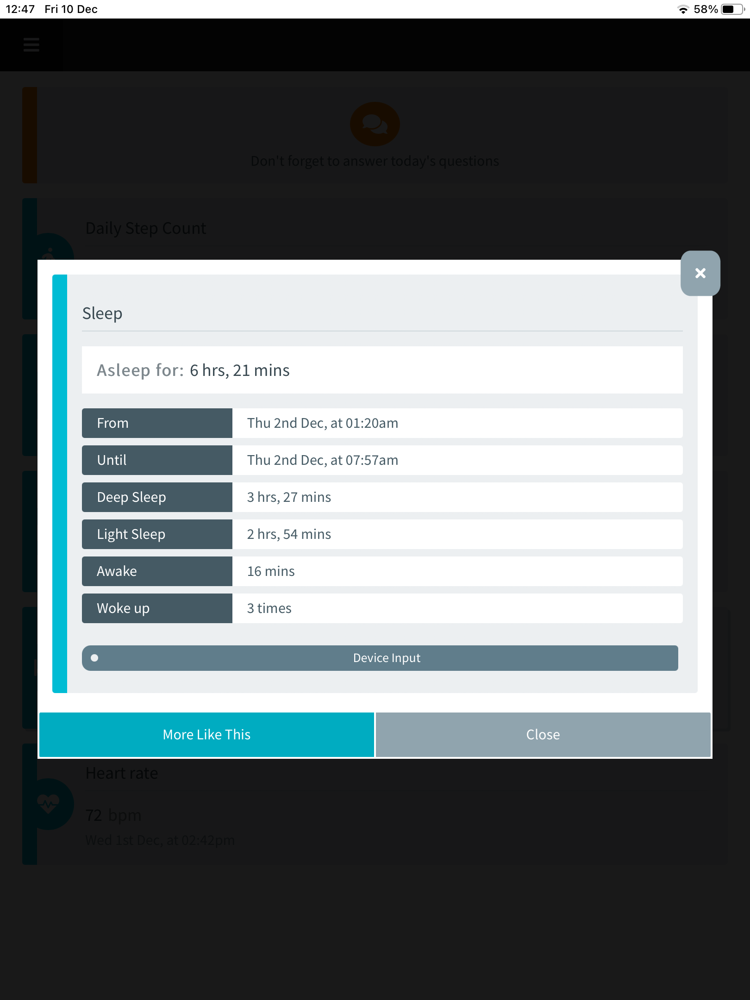 12:47 Fri 10 Dec 58%
Don't forget to answer today's questions
Daily Step Count
Sleep
Asleep for: 6 hrs, 21 mins
From Thu 2nd Dec, at 01:20am
Until Thu 2nd Dec, at 07:57am
Deep Sleep 3 hrs, 27 mins
Light Sleep 2 hrs, 54 mins
Awake 16 mins
Woke up 3 times
Device Input
More Like This Close
Heart rate
72 bpm
Wed 1st Dec, at 02:42pm